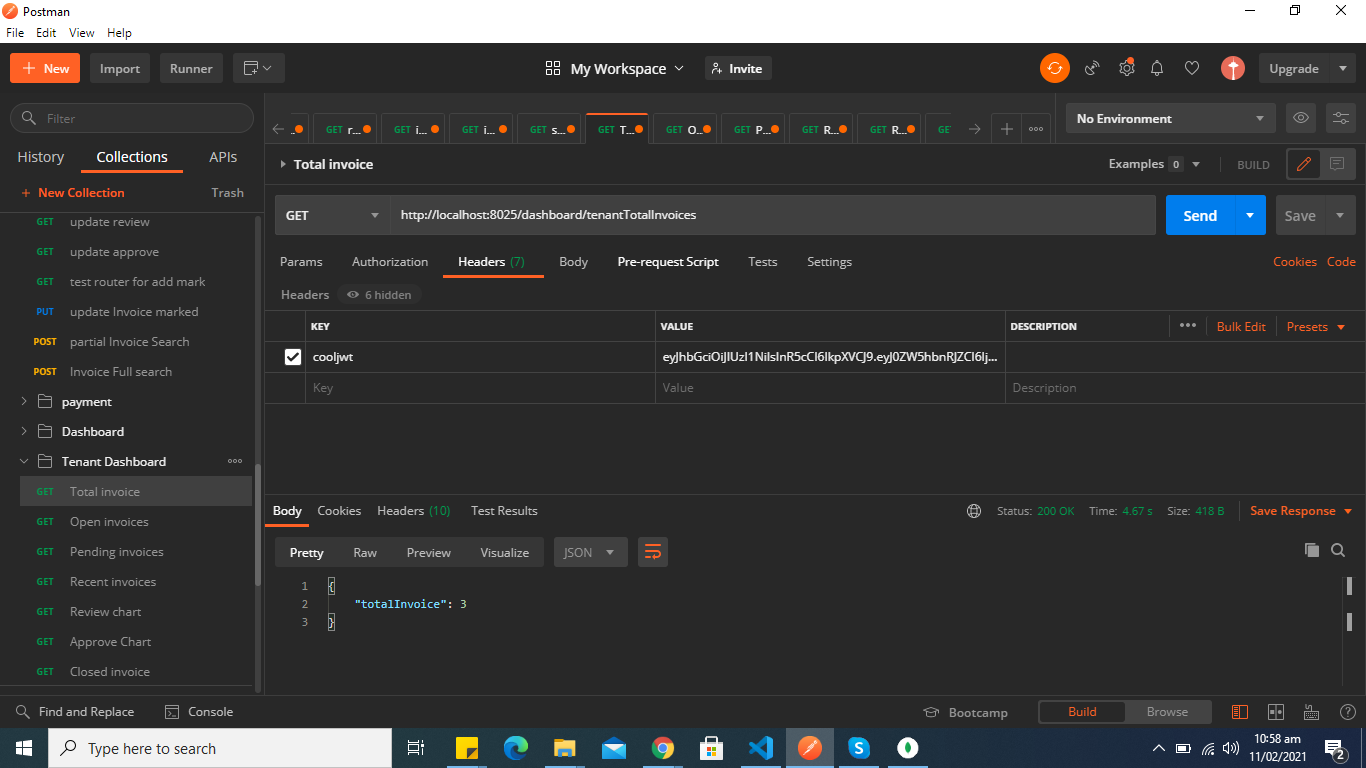 Postman
File Edit View Help
New Import Runner My Workspace Invite Upgrade
Filter
GET r... GET i... GET i... GET s... GET T... GET O... GET P... GET R... GET R... GE
No Environment
History Collections APIs
Total invoice Examples 0 BUILD
+ New Collection Trash
GET update review
GET http://localhost:8025/dashboard/tenantTotalInvoices Send Save
GET update approve
Params Authorization Headers (7) Body Pre-request Script Tests Settings Cookies Code
GET test router for add mark
Headers 6 hidden
PUT update Invoice marked
KEY VALUE DESCRIPTION Bulk Edit Presets
POST partial Invoice Search
cooljwt eyJhbGciOiJIUzI1NiIsInR5cCI6IkpXVCJ9.eyJ0ZW5hbnRJZCI6Ij...
POST Invoice Full search
Key Value Description
payment
Dashboard
Tenant Dashboard
GET Total invoice
Body Cookies Headers (10) Test Results Status: 200 OK Time: 4.67 s Size: 418 B Save Response
GET Open invoices
Pretty Raw Preview Visualize JSON
GET Pending invoices
GET Recent invoices
1 {
2 "totalInvoice": 3
3 }
GET Review chart
GET Approve Chart
GET Closed invoice
Find and Replace Console Bootcamp Build Browse
Type here to search
10:58 am
11/02/2021
2